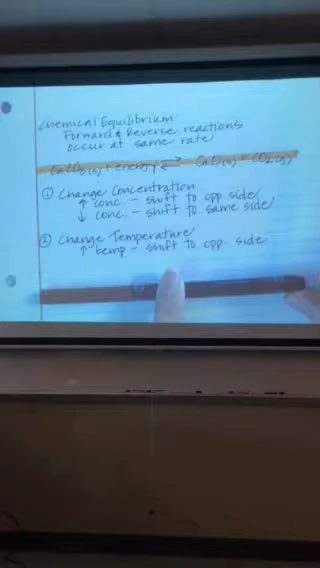 Chemical Equilibrium
Forward & Reverse reactions
occur at same rate
CaCO3(s) + energy ⇄ CaO(s) + CO2(g)
① Change Concentration
↑ conc. - shift to opp side
↓ conc. - shift to same side
② Change Temperature
↑ temp - shift to opp. side